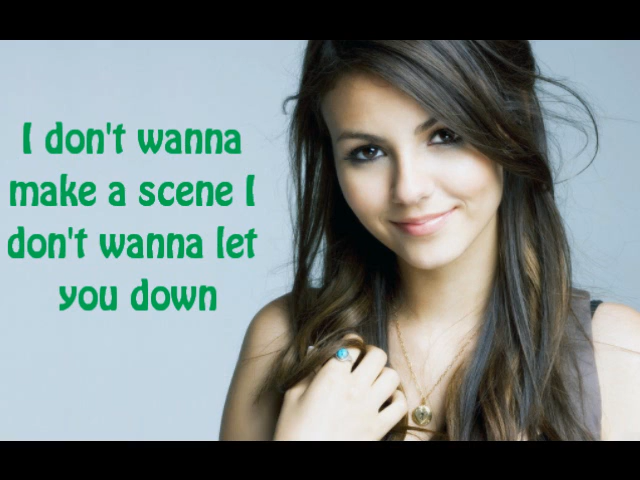 I don't wanna
make a scene I
don't wanna let
you down